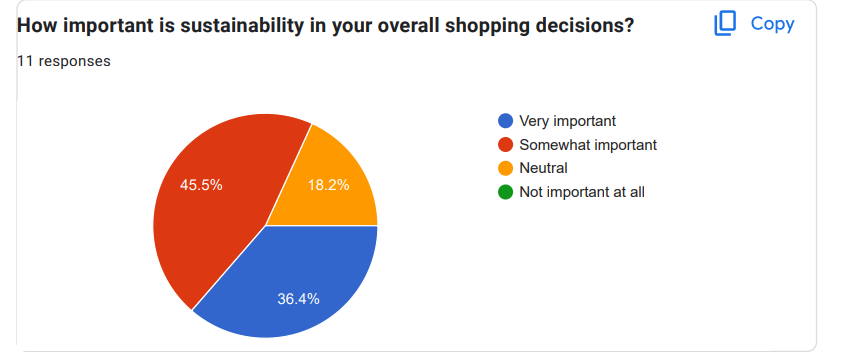 How important is sustainability in your overall shopping decisions?
Copy
11 responses
Very important
Somewhat important
Neutral
Not important at all
45.5%
18.2%
36.4%